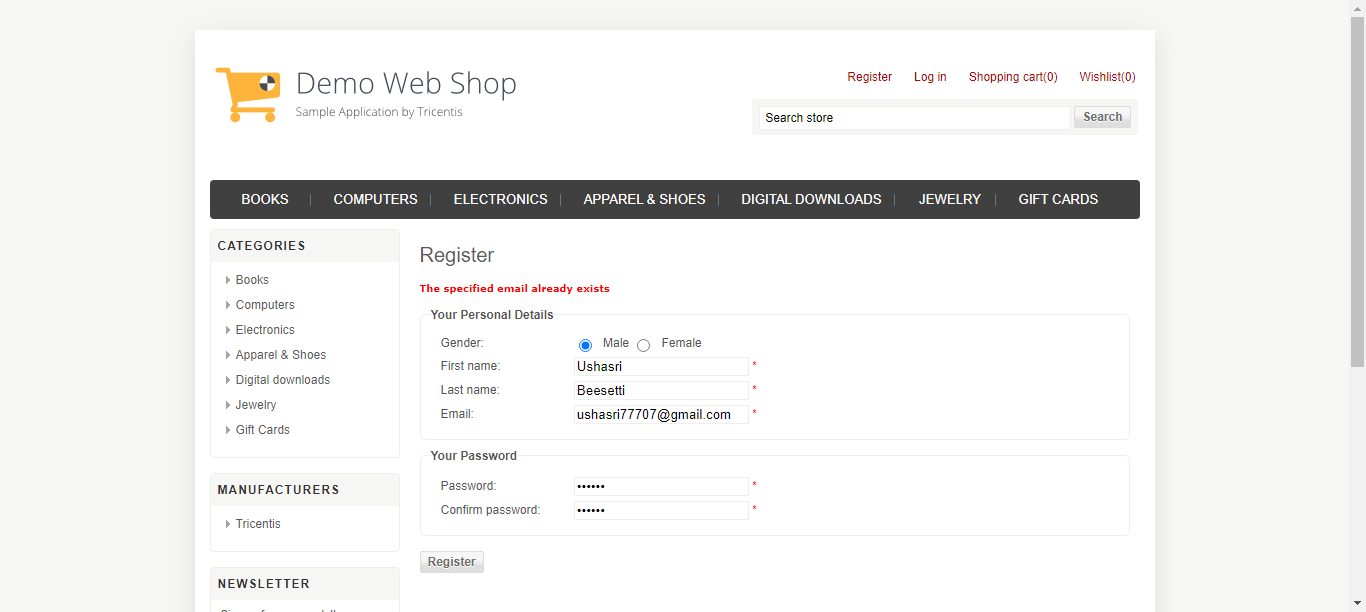 Demo Web Shop
Sample Application by Tricentis
Register Log in Shopping cart(0) Wishlist(0)
Search store Search
BOOKS COMPUTERS ELECTRONICS APPAREL & SHOES DIGITAL DOWNLOADS JEWELRY GIFT CARDS
CATEGORIES
Books
Computers
Electronics
Apparel & Shoes
Digital downloads
Jewelry
Gift Cards
MANUFACTURERS
Tricentis
NEWSLETTER
Register
The specified email already exists
Your Personal Details
Gender: Male Female
First name: Ushasri *
Last name: Beesetti *
Email: ushasri77707@gmail.com *
Your Password
Password: •••••• *
Confirm password: •••••• *
Register